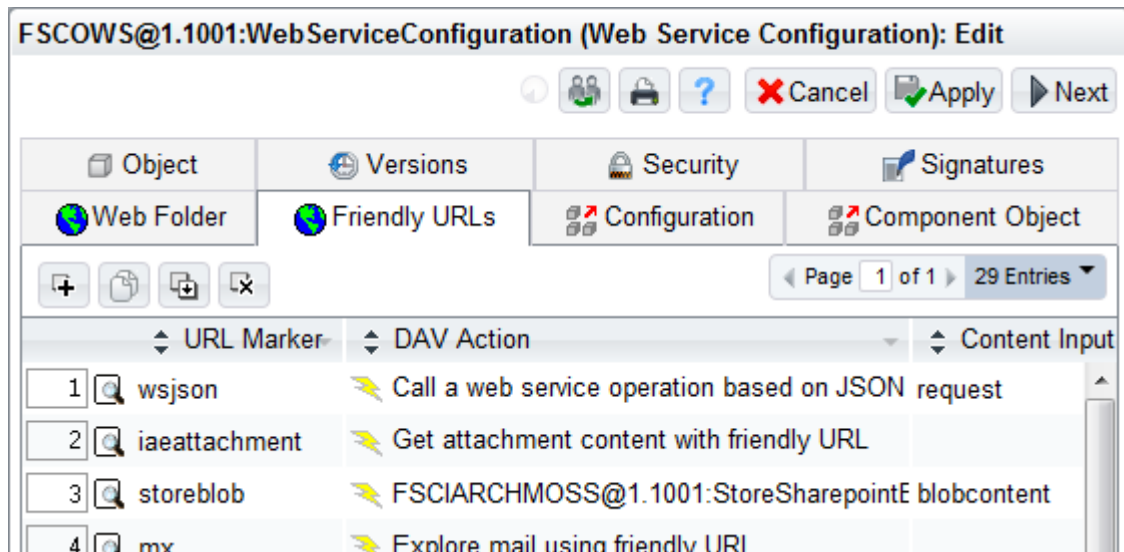 FSCOWS@1.1001:WebServiceConfiguration (Web Service Configuration): Edit
? Cancel Apply Next
Object Versions Security Signatures
Web Folder Friendly URLs Configuration Component Object
Page 1 of 1 29 Entries
URL Marker DAV Action Content Input
1 wsjson Call a web service operation based on JSON request
2 iaeattachment Get attachment content with friendly URL
3 storeblob FSCIARCHMOSS@1.1001:StoreSharepointE blobcontent
4 mx Explore mail using friendly URL